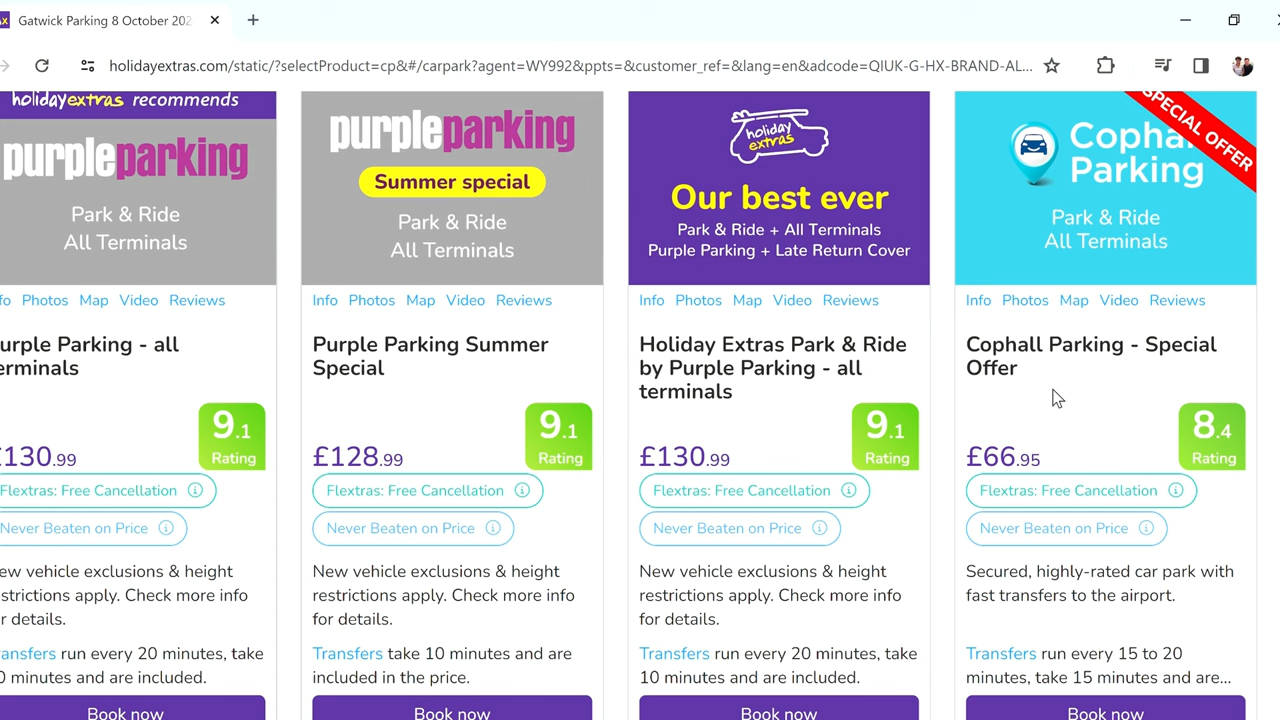 Gatwick Parking 8 October 202
holidayextras.com/static/?selectProduct=cp&#/carpark?agent=WY992&ppts=&customer_ref=&lang=en&adcode=QIUK-G-HX-BRAND-AL...
holidayextras recommends
purpleparking
Park & Ride
All Terminals
fo Photos Map Video Reviews
urple Parking - all
erminals
9.1
Rating
£130.99
Flextras: Free Cancellation
Never Beaten on Price
ew vehicle exclusions & height
strictions apply. Check more info
r details.
ansfers run every 20 minutes, take
0 minutes and are included.
Book now
purpleparking
Summer special
Park & Ride
All Terminals
Info Photos Map Video Reviews
Purple Parking Summer
Special
9.1
Rating
£128.99
Flextras: Free Cancellation
Never Beaten on Price
New vehicle exclusions & height
restrictions apply. Check more info
for details.
Transfers take 10 minutes and are
included in the price.
Book now
holiday
extras
Our best ever
Park & Ride + All Terminals
Purple Parking + Late Return Cover
Info Photos Map Video Reviews
Holiday Extras Park & Ride
by Purple Parking - all
terminals
9.1
Rating
£130.99
Flextras: Free Cancellation
Never Beaten on Price
New vehicle exclusions & height
restrictions apply. Check more info
for details.
Transfers run every 20 minutes, take
10 minutes and are included.
Book now
SPECIAL OFFER
Cophal
Parking
Park & Ride
All Terminals
Info Photos Map Video Reviews
Cophall Parking - Special
Offer
8.4
Rating
£66.95
Flextras: Free Cancellation
Never Beaten on Price
Secured, highly-rated car park with
fast transfers to the airport.
Transfers run every 15 to 20
minutes, take 15 minutes and are...
Book now